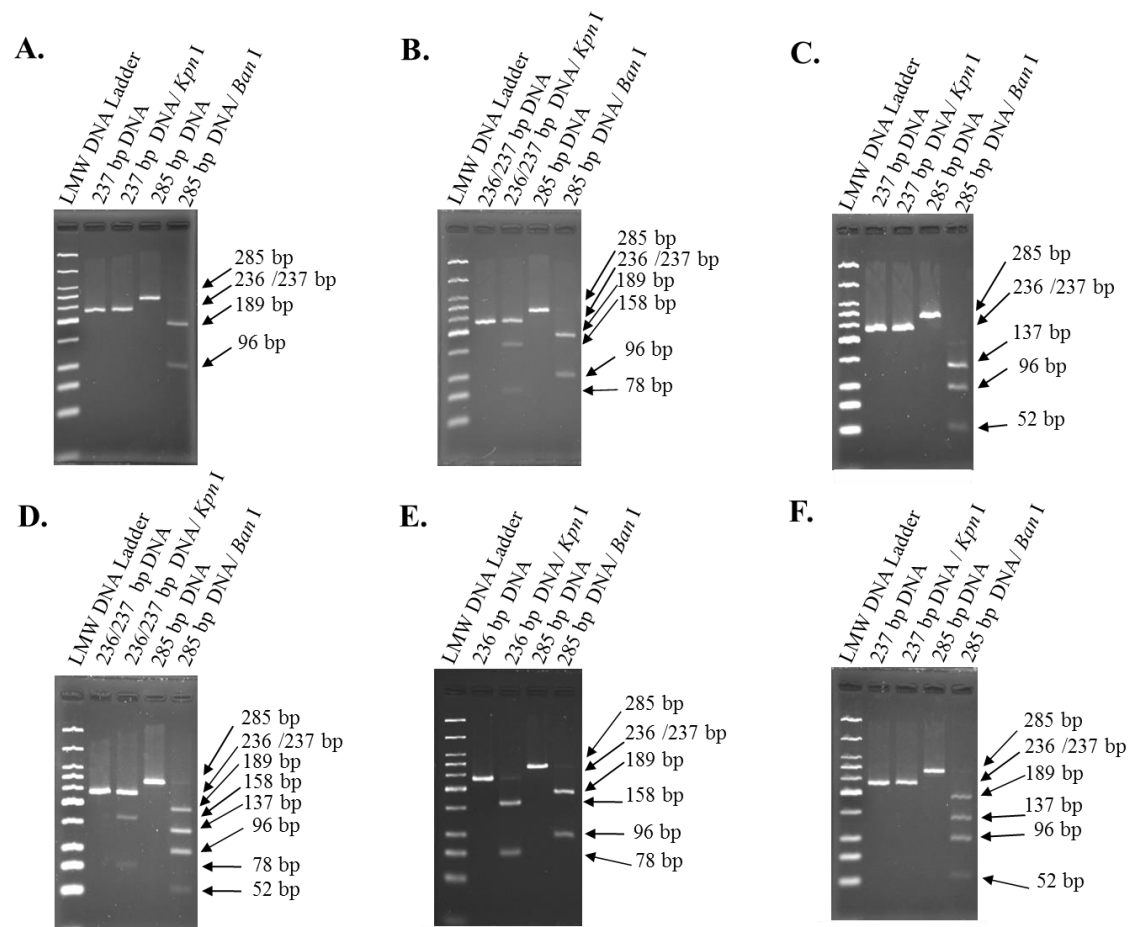 A.
LMW DNA Ladder
237 bp DNA
237 bp DNA/ Kpn I
285 bp DNA
285 bp DNA/ Ban I
285 bp
236 /237 bp
189 bp
96 bp
B.
LMW DNA Ladder
236/237 bp DNA
236/237 bp DNA/ Kpn I
285 bp DNA
285 bp DNA/ Ban I
285 bp
236 /237 bp
189 bp
158 bp
96 bp
78 bp
C.
LMW DNA Ladder
237 bp DNA
237 bp DNA/ Kpn I
285 bp DNA
285 bp DNA/ Ban I
285 bp
236 /237 bp
137 bp
96 bp
52 bp
D.
LMW DNA Ladder
236/237 bp DNA
236/237 bp DNA/ Kpn I
285 bp DNA
285 bp DNA/ Ban I
285 bp
236 /237 bp
189 bp
158 bp
137 bp
96 bp
78 bp
52 bp
E.
LMW DNA Ladder
236 bp DNA
236 bp DNA/ Kpn I
285 bp DNA
285 bp DNA/ Ban I
285 bp
236 /237 bp
189 bp
158 bp
96 bp
78 bp
F.
LMW DNA Ladder
237 bp DNA
237 bp DNA / Kpn I
285 bp DNA
285 bp DNA/ Ban I
285 bp
236 /237 bp
189 bp
137 bp
96 bp
52 bp